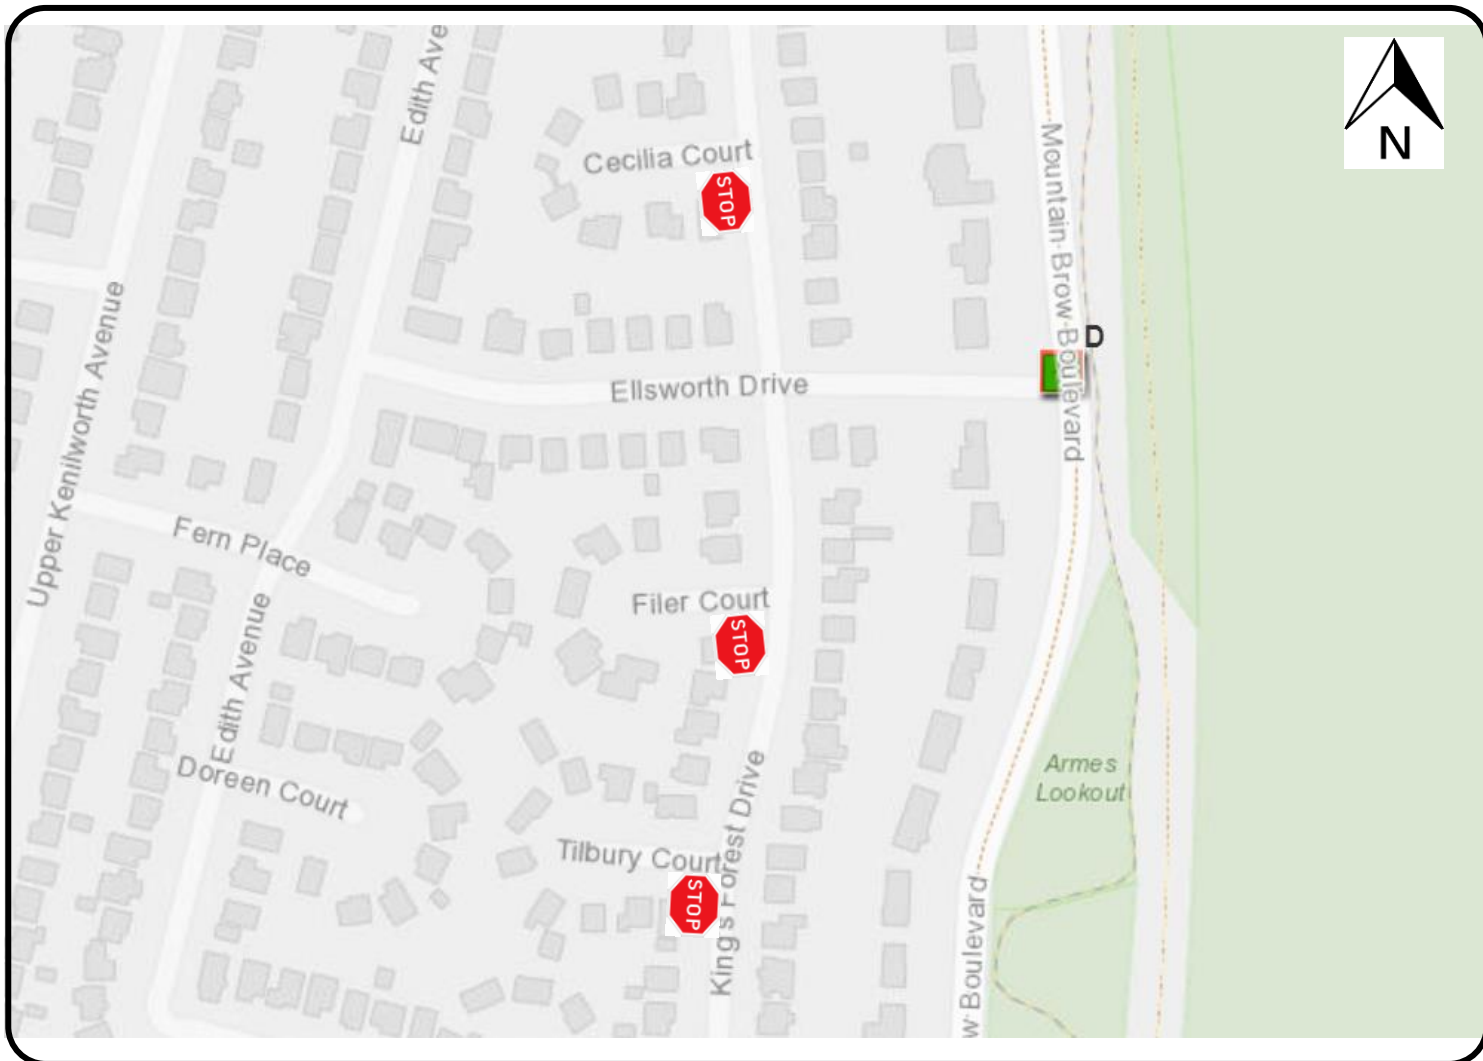 N
Edith Ave
Cecilia Court
STOP
Mountain Brow Boulevard
D
Upper Kenilworth Avenue
Ellsworth Drive
Fern Place
Filer Court
STOP
Edith Avenue
Doreen Court
Armes
Lookout
Tilbury Court
King's Forest Drive
STOP
w Boulevard